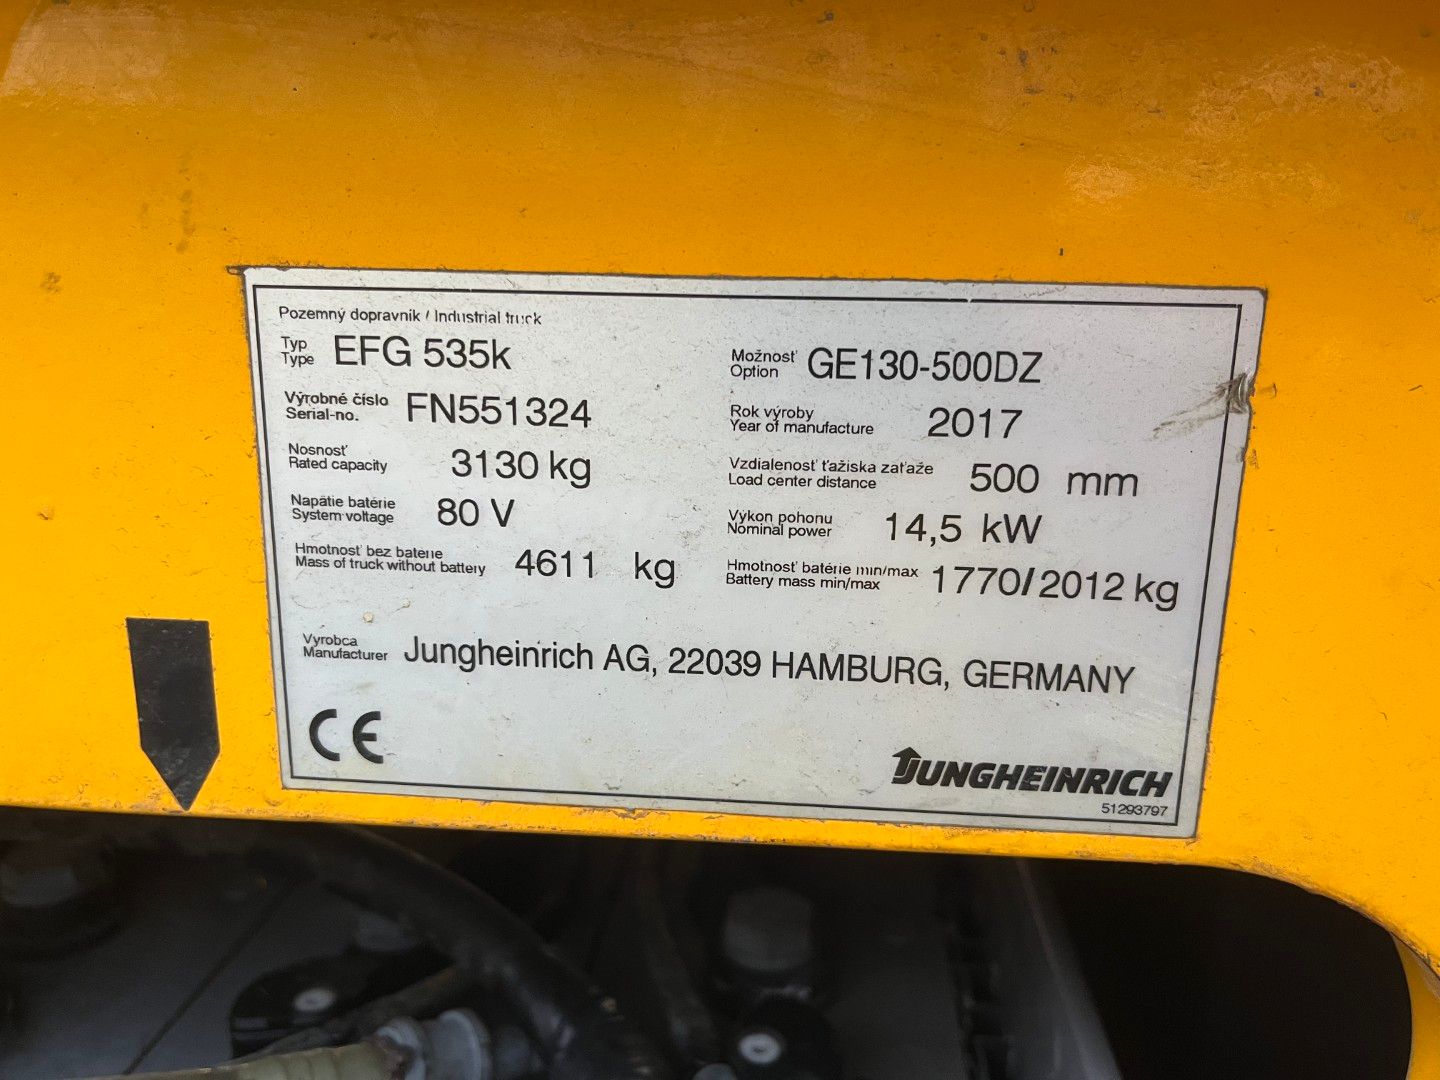 Pozemný dopravník / Industrial truck
Typ
Type EFG 535k
Možnosť
Option GE130-500DZ
Výrobné číslo
Serial-no. FN551324
Rok výroby
Year of manufacture 2017
Nosnosť
Rated capacity 3130 kg
Vzdialenosť ťažiska zaťaže
Load center distance 500 mm
Napätie batérie
System voltage 80 V
Výkon pohonu
Nominal power 14,5 kW
Hmotnosť bez batérie
Mass of truck without battery 4611 kg
Hmotnosť batérie min/max
Battery mass min/max 1770/2012 kg
Vyrobca
Manufacturer Jungheinrich AG, 22039 HAMBURG, GERMANY
CE
JUNGHEINRICH
51293797